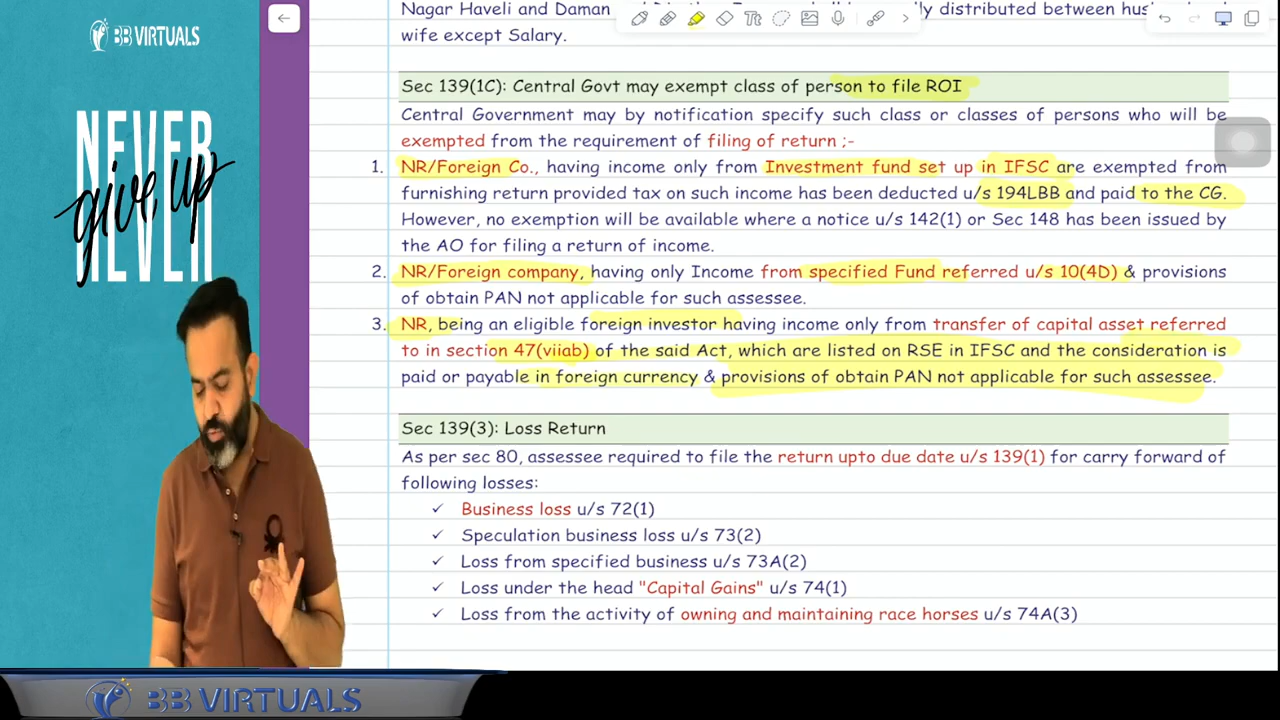 BB VIRTUALS
NEVER
give up
NEVER
Nagar Haveli and Daman
distributed between
wife except Salary.
Sec 139(1C): Central Govt may exempt class of person to file ROI
Central Government may by notification specify such class or classes of persons who will be
exempted from the requirement of filing of return ;-
1. NR/Foreign Co., having income only from Investment fund set up in IFSC are exempted from
furnishing return provided tax on such income has been deducted u/s 194LBB and paid to the CG.
However, no exemption will be available where a notice u/s 142(1) or Sec 148 has been issued by
the AO for filing a return of income.
2. NR/Foreign company, having only Income from specified Fund referred u/s 10(4D) & provisions
of obtain PAN not applicable for such assessee.
3. NR, being an eligible foreign investor having income only from transfer of capital asset referred
to in section 47(viiab) of the said Act, which are listed on RSE in IFSC and the consideration is
paid or payable in foreign currency & provisions of obtain PAN not applicable for such assessee.
Sec 139(3): Loss Return
As per sec 80, assessee required to file the return upto due date u/s 139(1) for carry forward of
following losses:
✓ Business loss u/s 72(1)
✓ Speculation business loss u/s 73(2)
✓ Loss from specified business u/s 73A(2)
✓ Loss under the head "Capital Gains" u/s 74(1)
✓ Loss from the activity of owning and maintaining race horses u/s 74A(3)
BB VIRTUALS